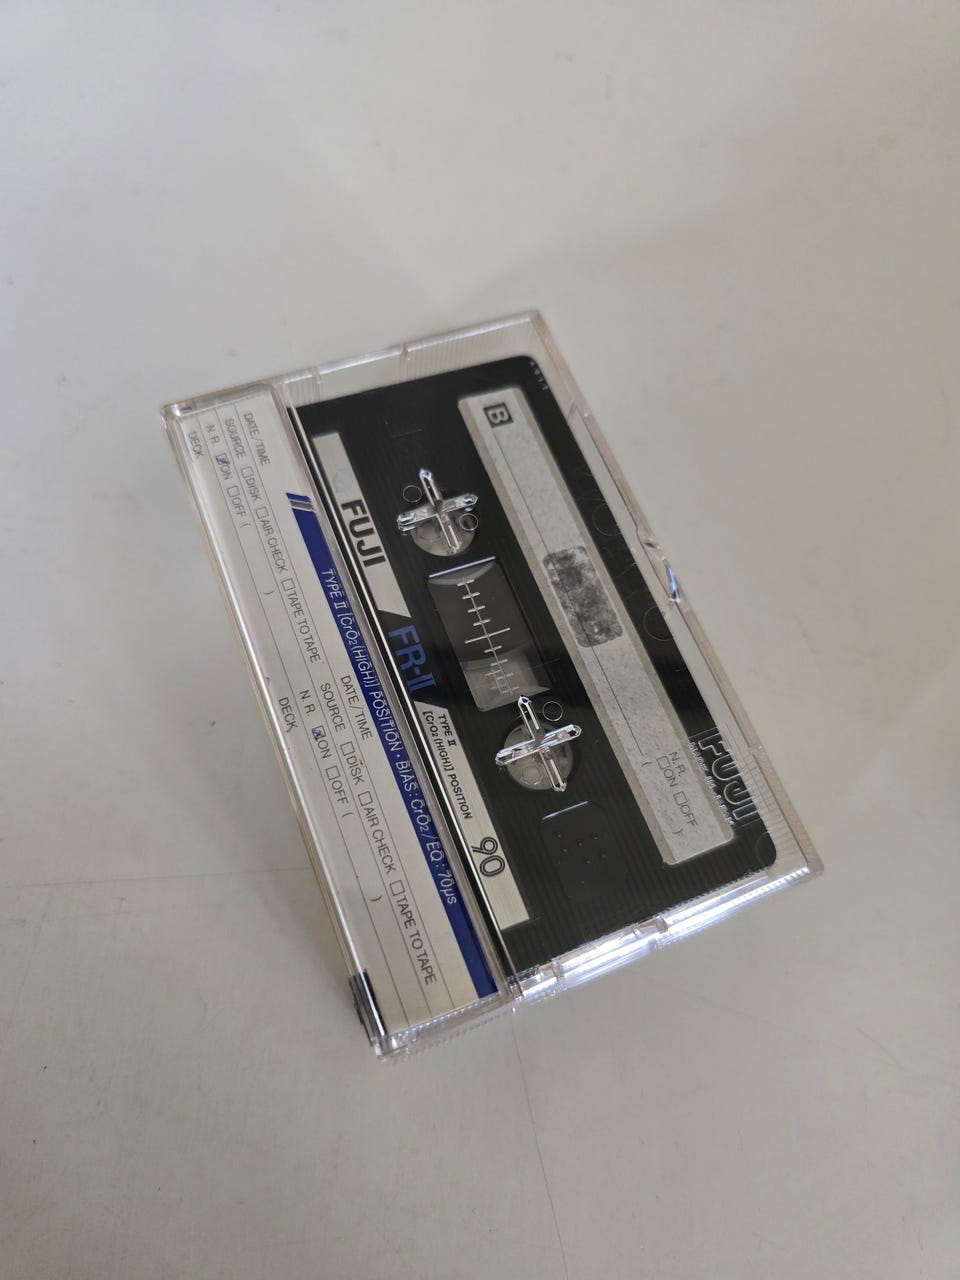 DATE/TIME
SOURCE □DISK □AIR CHECK □TAPE TO TAPE
N. R. ☑ON □OFF ( )
DECK
DATE/TIME
SOURCE □DISK □AIR CHECK □TAPE TO TAPE
N. R. ☑ON □OFF ( )
DECK
TYPE II [CrO2(HIGH)] POSITION • BIAS : CrO2 / EQ : 70μs
FUJI
FR-II
TYPE II
[CrO2 (HIGH)] POSITION
90
B
N. R.
□ON □OFF
( )
FUJI